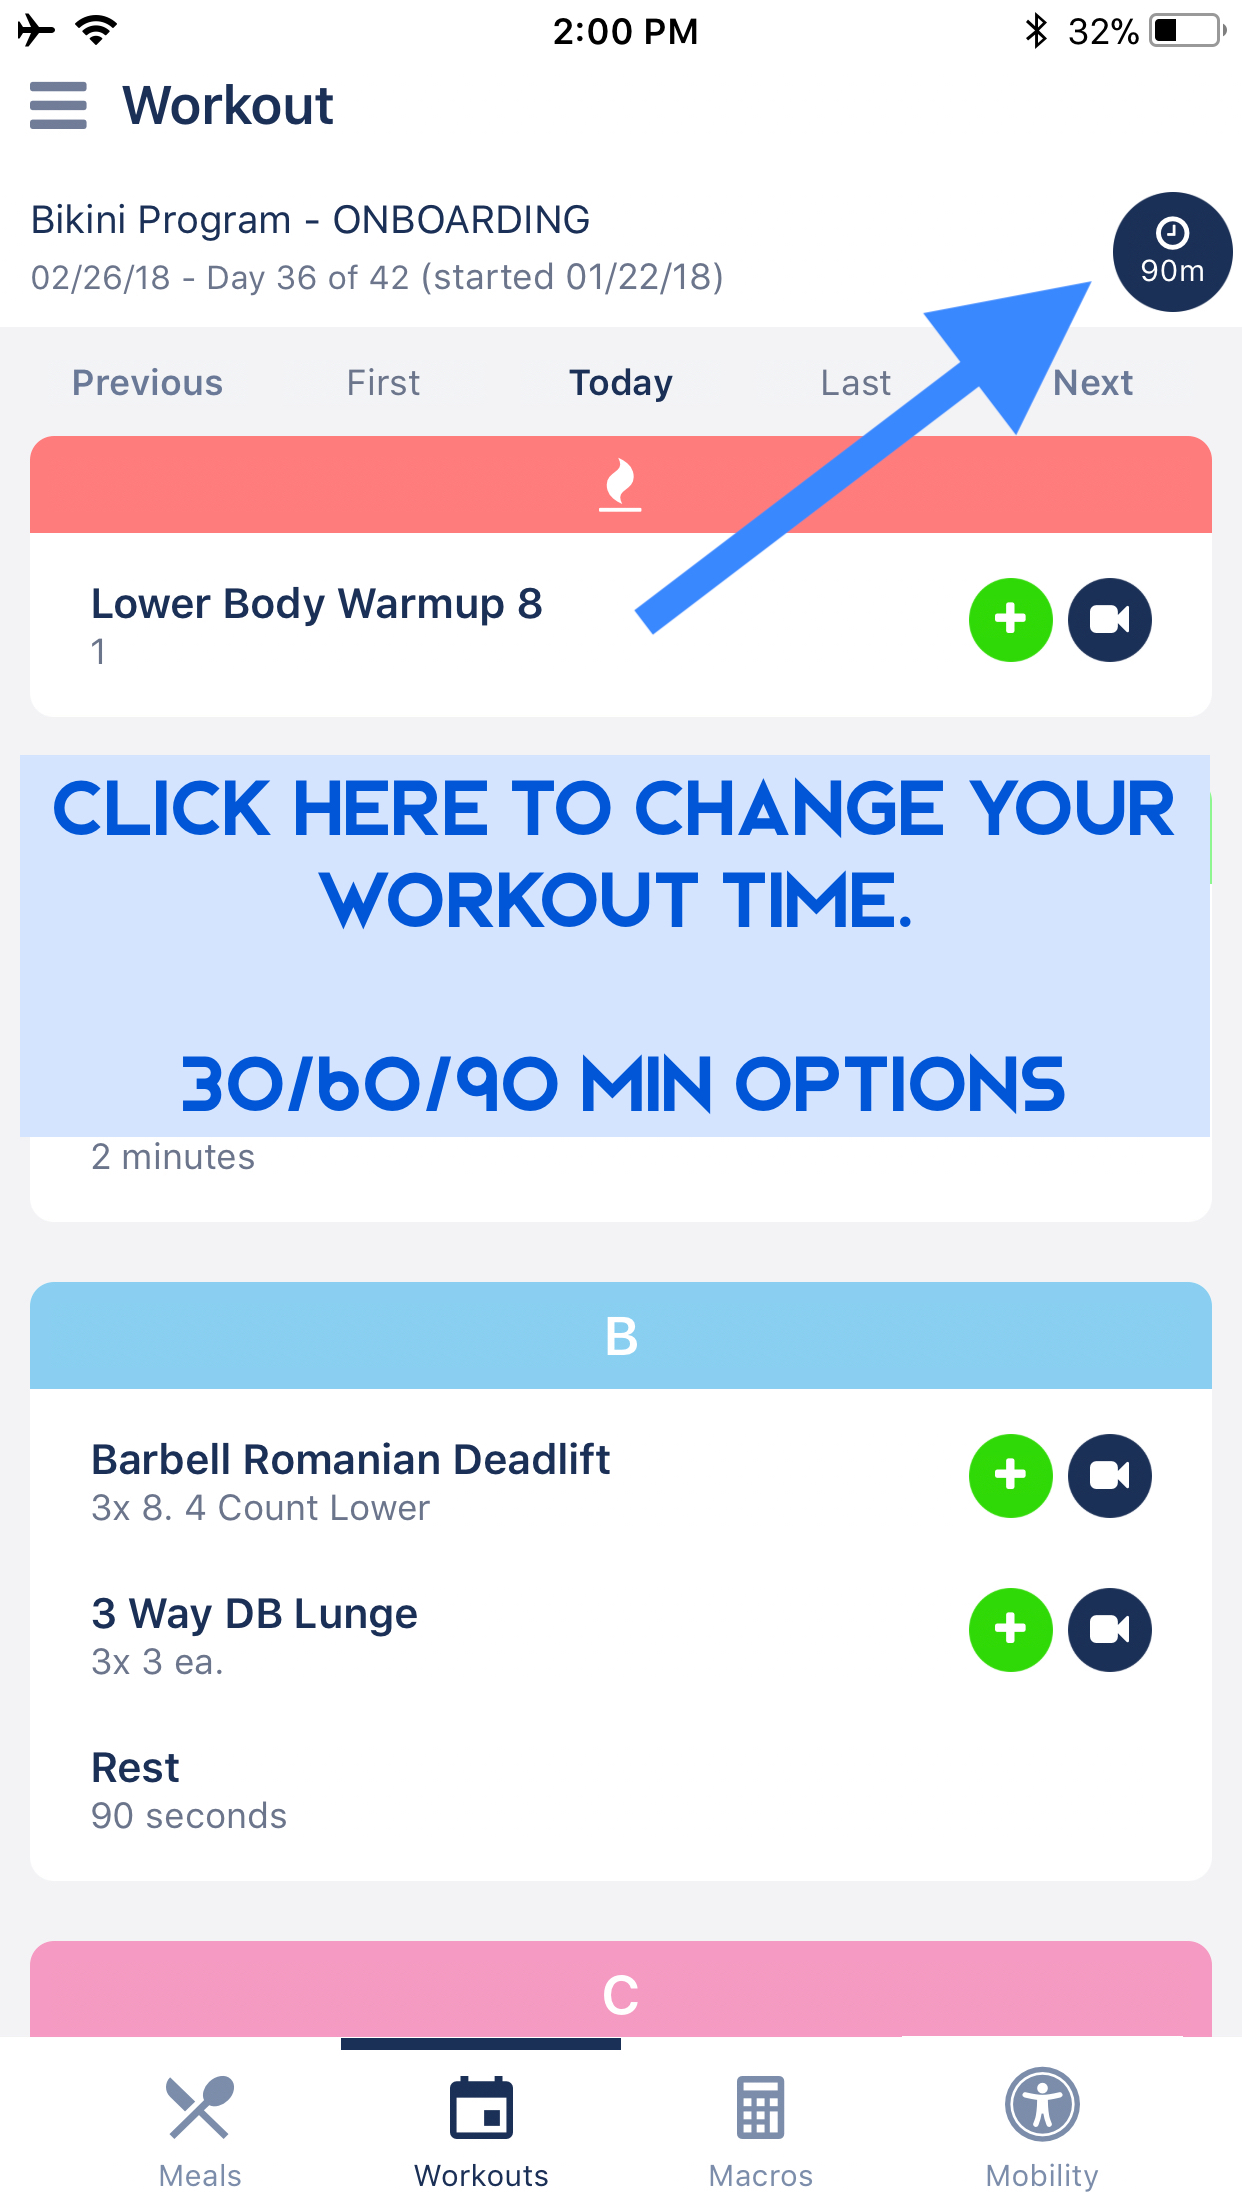 2:00 PM
32%
Workout
Bikini Program - ONBOARDING
02/26/18 - Day 36 of 42 (started 01/22/18)
90m
Previous First Today Last Next
Lower Body Warmup 8
1
CLICK HERE TO CHANGE YOUR
WORKOUT TIME.
30/60/90 MIN OPTIONS
2 minutes
B
Barbell Romanian Deadlift
3x 8. 4 Count Lower
3 Way DB Lunge
3x 3 ea.
Rest
90 seconds
C
Meals Workouts Macros Mobility